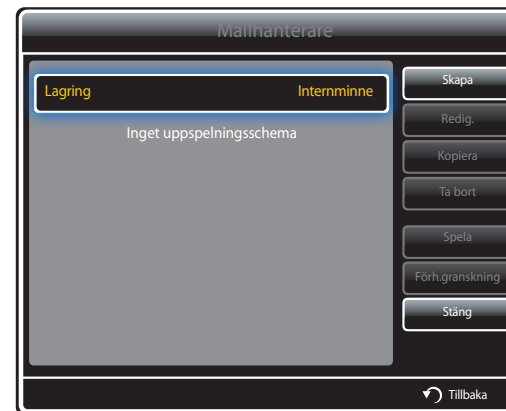 Mallhanterare
Lagring Internminne
Inget uppspelningsschema
Skapa
Redig.
Kopiera
Ta bort
Spela
Förh.granskning
Stäng
Tillbaka